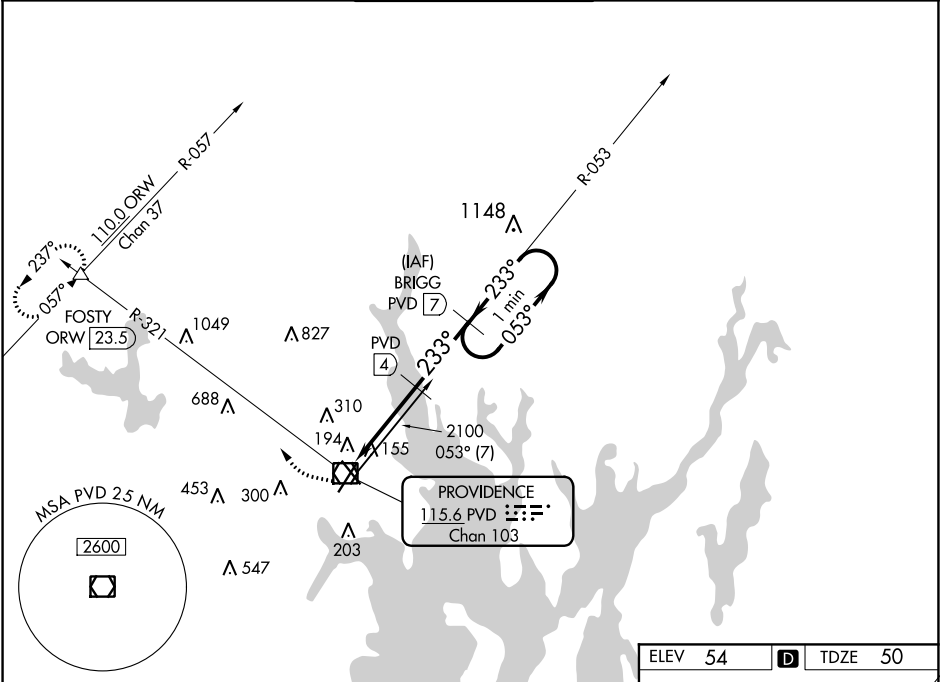 R-057
R-053
110.0 ORW
Chan 37
1148
237°
057°
(IAF)
BRIGG
PVD 7
233°
1 min
053°
FOSTY
ORW 23.5
R-321
1049
827
PVD
4
233°
688
310
194
155
2100
053° (7)
453
300
PROVIDENCE
115.6 PVD
Chan 103
203
547
MSA PVD 25 NM
2600
ELEV 54
D
TDZE 50